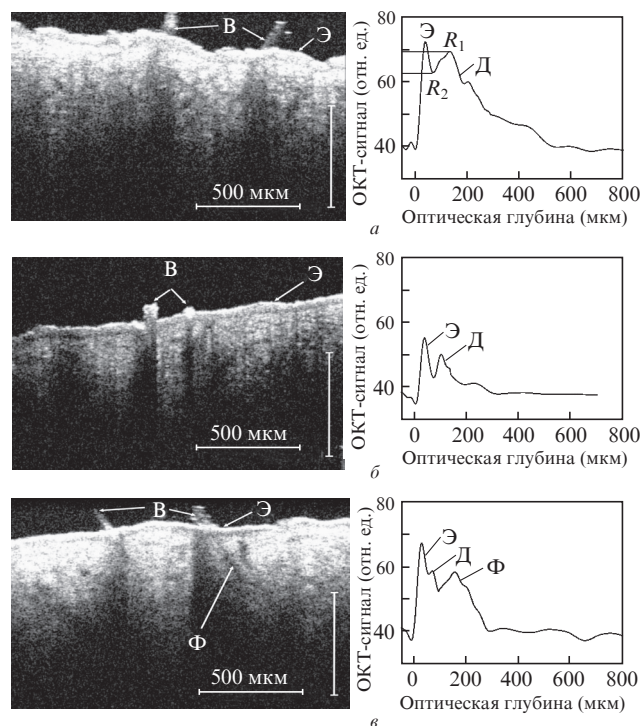 В Э
500 мкм
ОКТ-сигнал (отн. ед.)
80
60
40
Э R1 Д
R2
0 200 400 600 800
Оптическая глубина (мкм)
а
В Э
500 мкм
ОКТ-сигнал (отн. ед.)
80
60
40
Э
Д
0 200 400 600 800
Оптическая глубина (мкм)
б
В Э
Ф
500 мкм
ОКТ-сигнал (отн. ед.)
80
60
40
Э
Д Ф
0 200 400 600 800
Оптическая глубина (мкм)
в